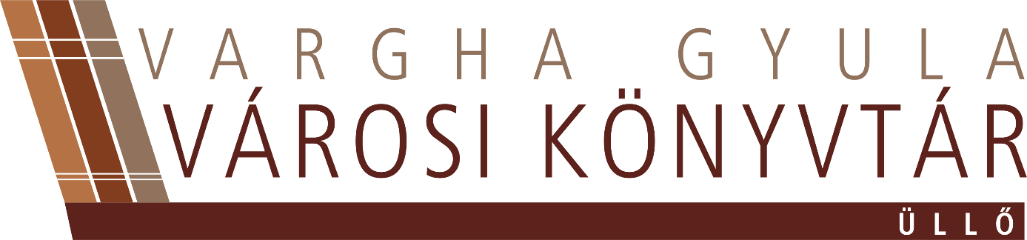 VARGHA GYULA
VÁROSI KÖNYVTÁR
ÜLLŐ